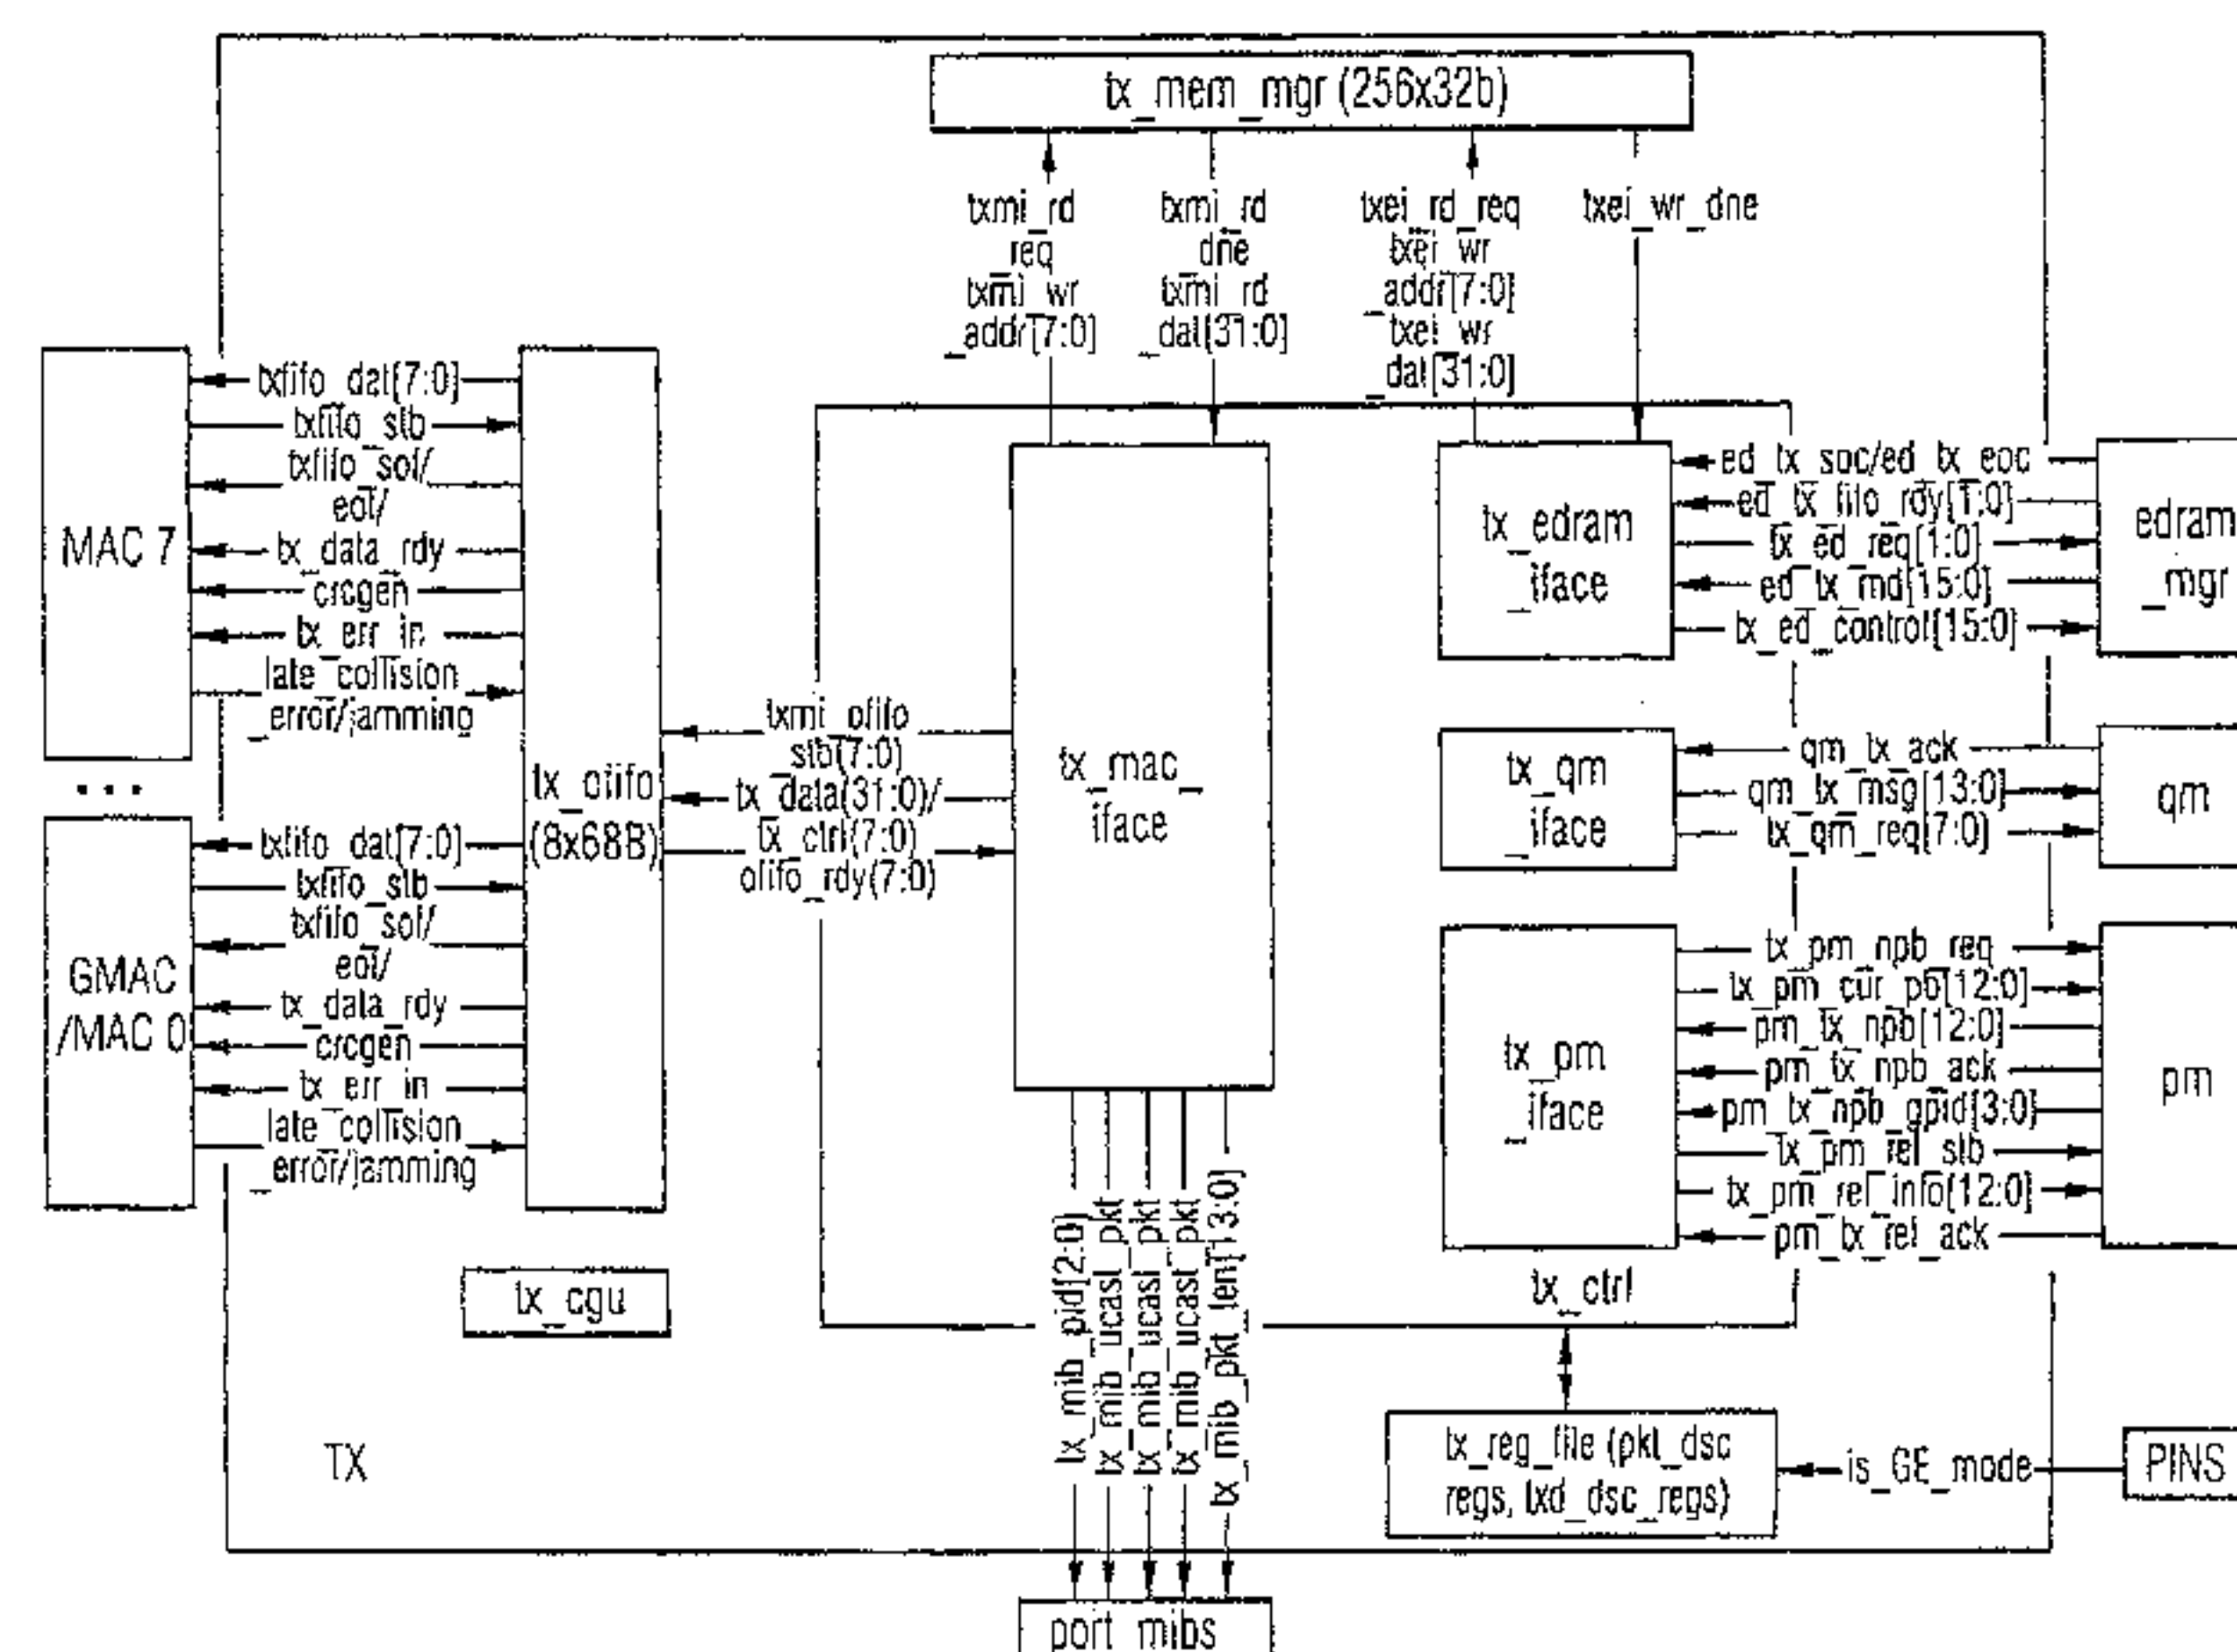 tx_mem_mgr (256x32b)
txmi_rd
req
txmi_wr
_addr[7:0]
txmi_rd
dne
txmi_rd
_dat[31:0]
txei_rd_req
txei_wr
_addr[7:0]
txei_wr
_dat[31:0]
txei_wr_dne
MAC 7
txfifo_dat[7:0]
txfifo_stb
txfifo_sof/
eof/
tx_data_rdy
crcgen
tx_err_in
late_collision
_error/jamming
...
GMAC
/MAC 0
txfifo_dat[7:0]
txfifo_stb
txfifo_sof/
eof/
tx_data_rdy
crcgen
tx_err_in
late_collision
_error/jamming
tx_ofifo
(8x68B)
txmi_ofifo
_stb(7:0)
tx_data(31:0)/
tx_ctrl(7:0)
ofifo_rdy(7:0)
tx_mac_
iface
tx_edram
_iface
ed_tx_soc/ed_tx_eoc
ed_tx_fifo_rdy[1:0]
tx_ed_req[1:0]
ed_tx_md[15:0]
tx_ed_control[15:0]
edram
_mgr
tx_qm
_iface
qm_tx_ack
qm_tx_msg[13:0]
tx_qm_req[7:0]
qm
tx_pm
_iface
tx_pm_npb_req
tx_pm_cur_pb[12:0]
pm_tx_npb[12:0]
pm_tx_npb_ack
pm_tx_npb_gpid[3:0]
tx_pm_rel_stb
tx_pm_rel_info[12:0]
pm_tx_rel_ack
pm
tx_ctrl
tx_cgu
tx_mib_pid[2:0]
tx_mib_ucast_pkt
tx_mib_ucast_pkt
tx_mib_ucast_pkt
tx_mib_pkt_len[13:0]
TX
tx_reg_file (pkt_dsc
regs, txd_dsc_regs)
is_GE_mode
PINS
port_mibs